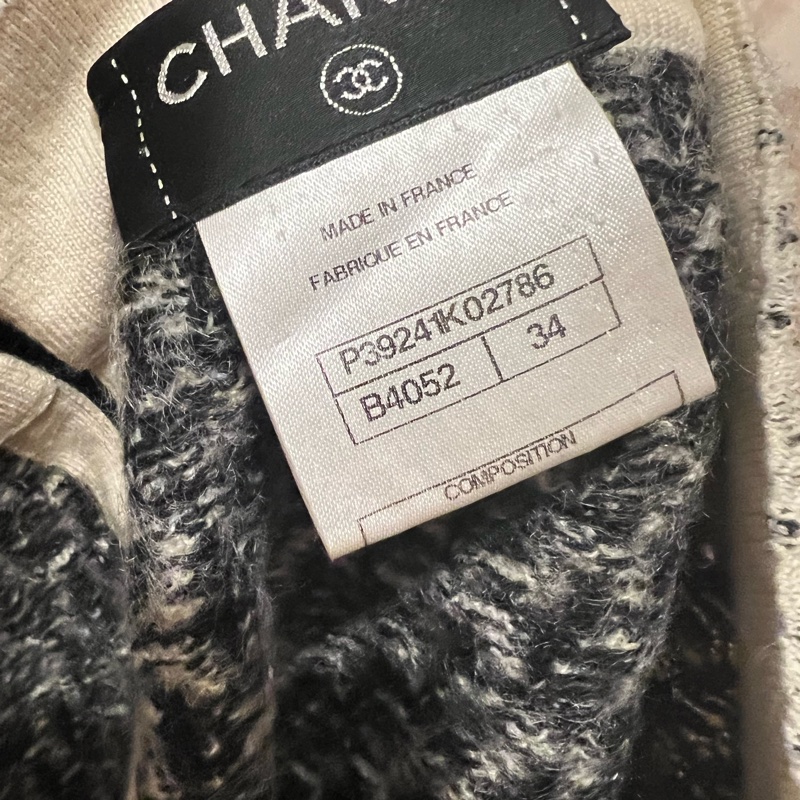 CHAN
MADE IN FRANCE
FABRIQUE EN FRANCE
P39241K02786
B4052 34
COMPOSITION